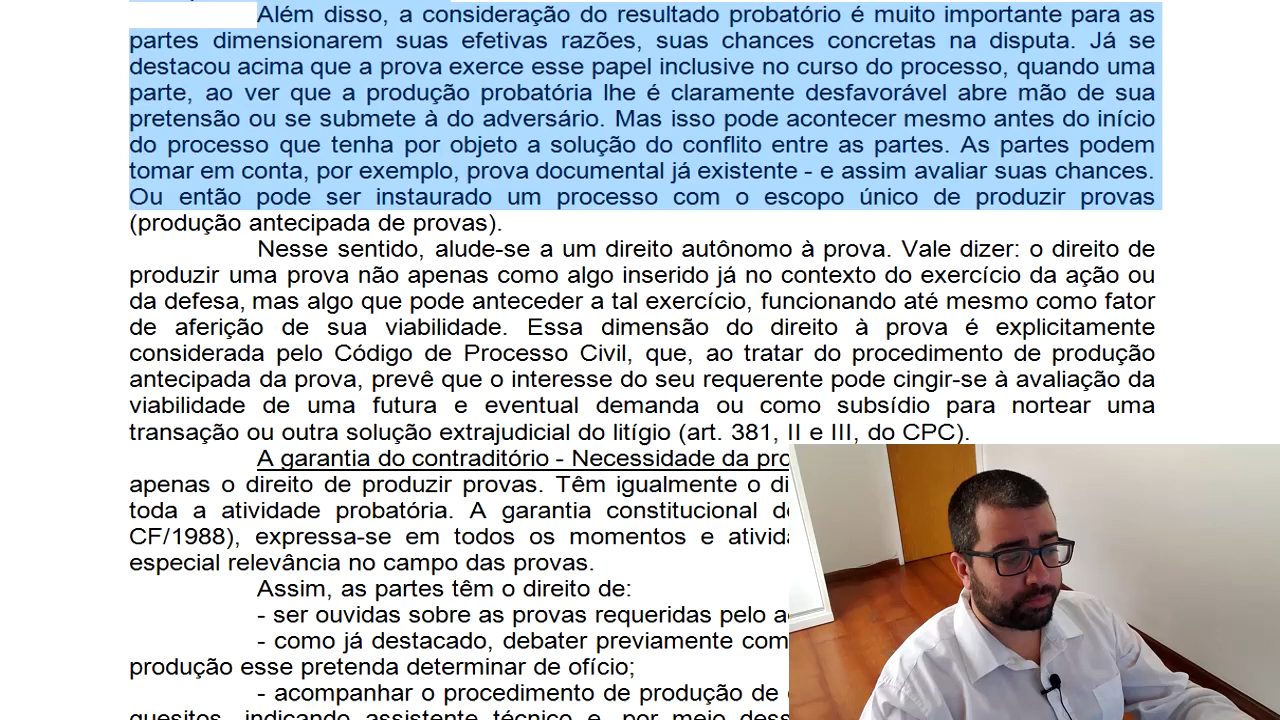 Além disso, a consideração do resultado probatório é muito importante para as
partes dimensionarem suas efetivas razões, suas chances concretas na disputa. Já se
destacou acima que a prova exerce esse papel inclusive no curso do processo, quando uma
parte, ao ver que a produção probatória lhe é claramente desfavorável abre mão de sua
pretensão ou se submete à do adversário. Mas isso pode acontecer mesmo antes do início
do processo que tenha por objeto a solução do conflito entre as partes. As partes podem
tomar em conta, por exemplo, prova documental já existente - e assim avaliar suas chances.
Ou então pode ser instaurado um processo com o escopo único de produzir provas
(produção antecipada de provas).
Nesse sentido, alude-se a um direito autônomo à prova. Vale dizer: o direito de
produzir uma prova não apenas como algo inserido já no contexto do exercício da ação ou
da defesa, mas algo que pode anteceder a tal exercício, funcionando até mesmo como fator
de aferição de sua viabilidade. Essa dimensão do direito à prova é explicitamente
considerada pelo Código de Processo Civil, que, ao tratar do procedimento de produção
antecipada da prova, prevê que o interesse do seu requerente pode cingir-se à avaliação da
viabilidade de uma futura e eventual demanda ou como subsídio para nortear uma
transação ou outra solução extrajudicial do litígio (art. 381, II e III, do CPC).
A garantia do contraditório - Necessidade da
apenas o direito de produzir provas. Têm igualmente o
toda a atividade probatória. A garantia constitucional
CF/1988), expressa-se em todos os momentos e
especial relevância no campo das provas.
Assim, as partes têm o direito de:
- ser ouvidas sobre as provas requeridas pelo
- como já destacado, debater previamente com
produção esse pretenda determinar de ofício;
- acompanhar o procedimento de produção de
quesitos, indicando assistente técnico e, por meio